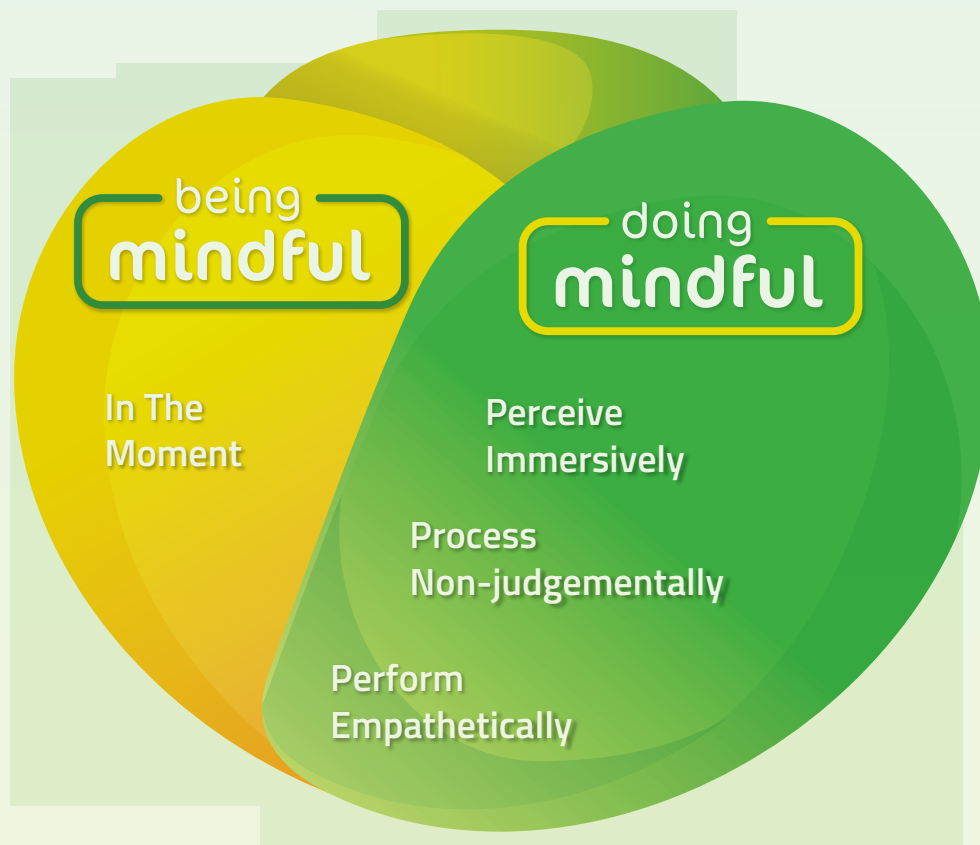 being
mindful
In The
Moment
doing
mindful
Perceive
Immersively
Process
Non-judgementally
Perform
Empathetically